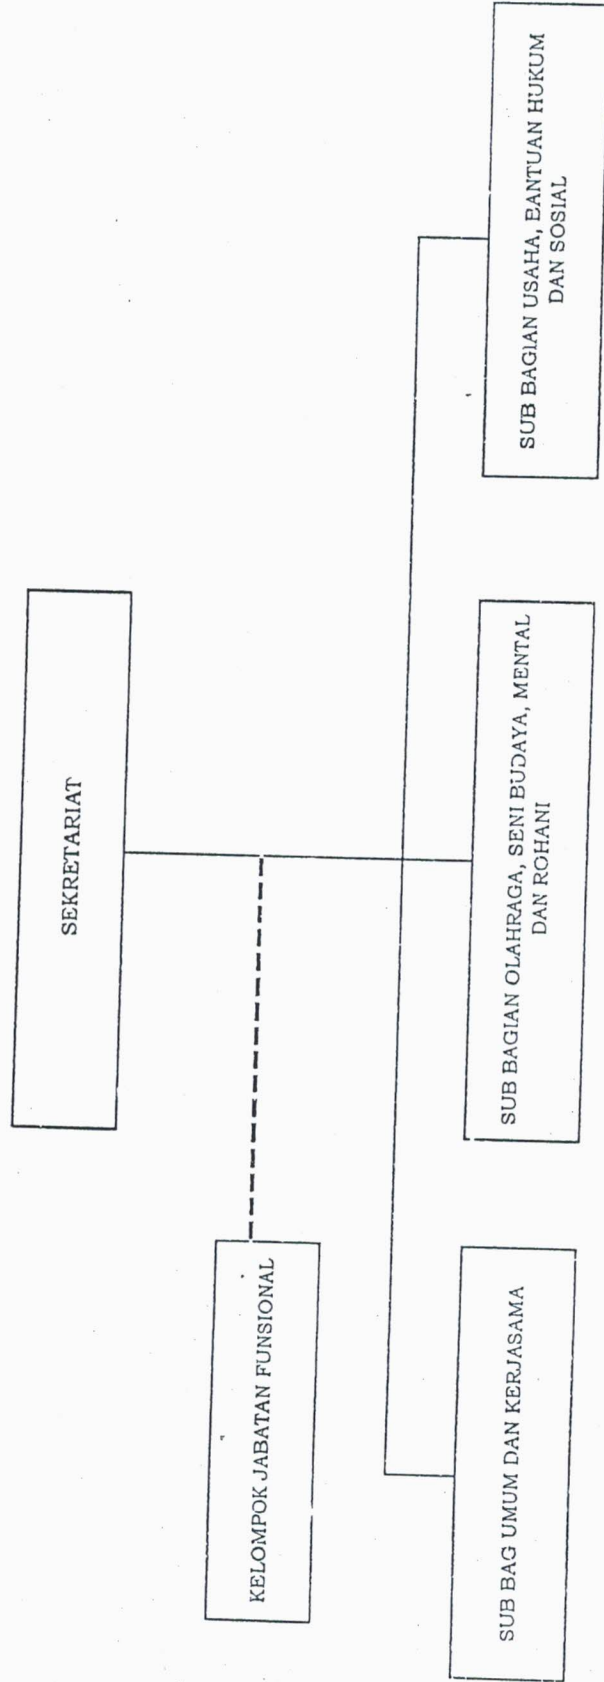 SEKRETARIAT
KELOMPOK JABATAN FUNSIONAL
SUB BAG UMUM DAN KERJASAMA
SUB BAGIAN OLAHRAGA, SENI BUDAYA, MENTAL
DAN ROHANI
SUB BAGIAN USAHA, BANTUAN HUKUM
DAN SOSIAL